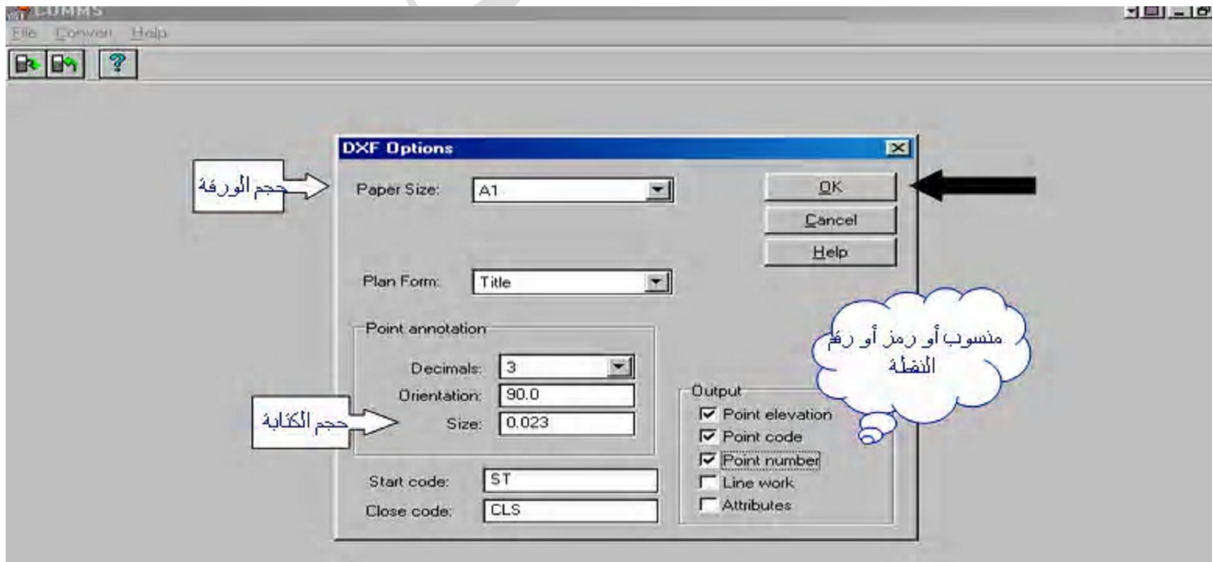 COMMS
File Convert Help
DXF Options
حجم الورقة
Paper Size: A1
OK
Cancel
Help
Plan Form: Title
منسوب أو رمز أو رقم
النقطة
Point annotation
Decimals: 3
Orientation: 90.0
حجم الكتابة
Size: 0.023
Output
Point elevation
Point code
Point number
Line work
Attributes
Start code: ST
Close code: CLS